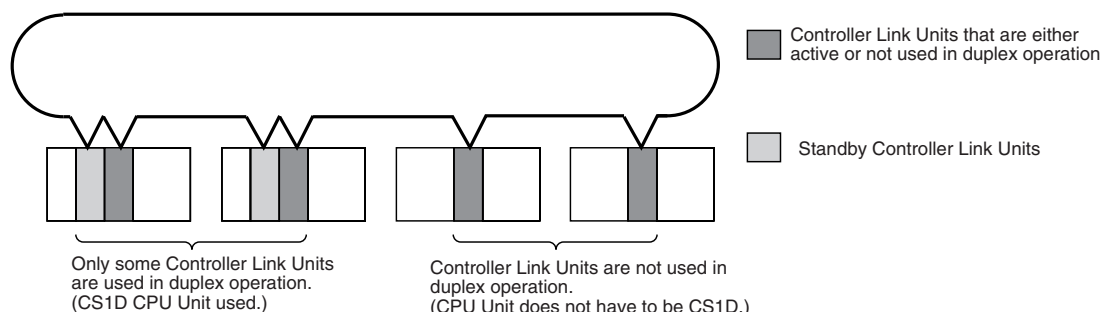 Controller Link Units that are either
active or not used in duplex operation
Standby Controller Link Units
Only some Controller Link Units
are used in duplex operation.
(CS1D CPU Unit used.)
Controller Link Units are not used in
duplex operation.
(CPU Unit does not have to be CS1D.)